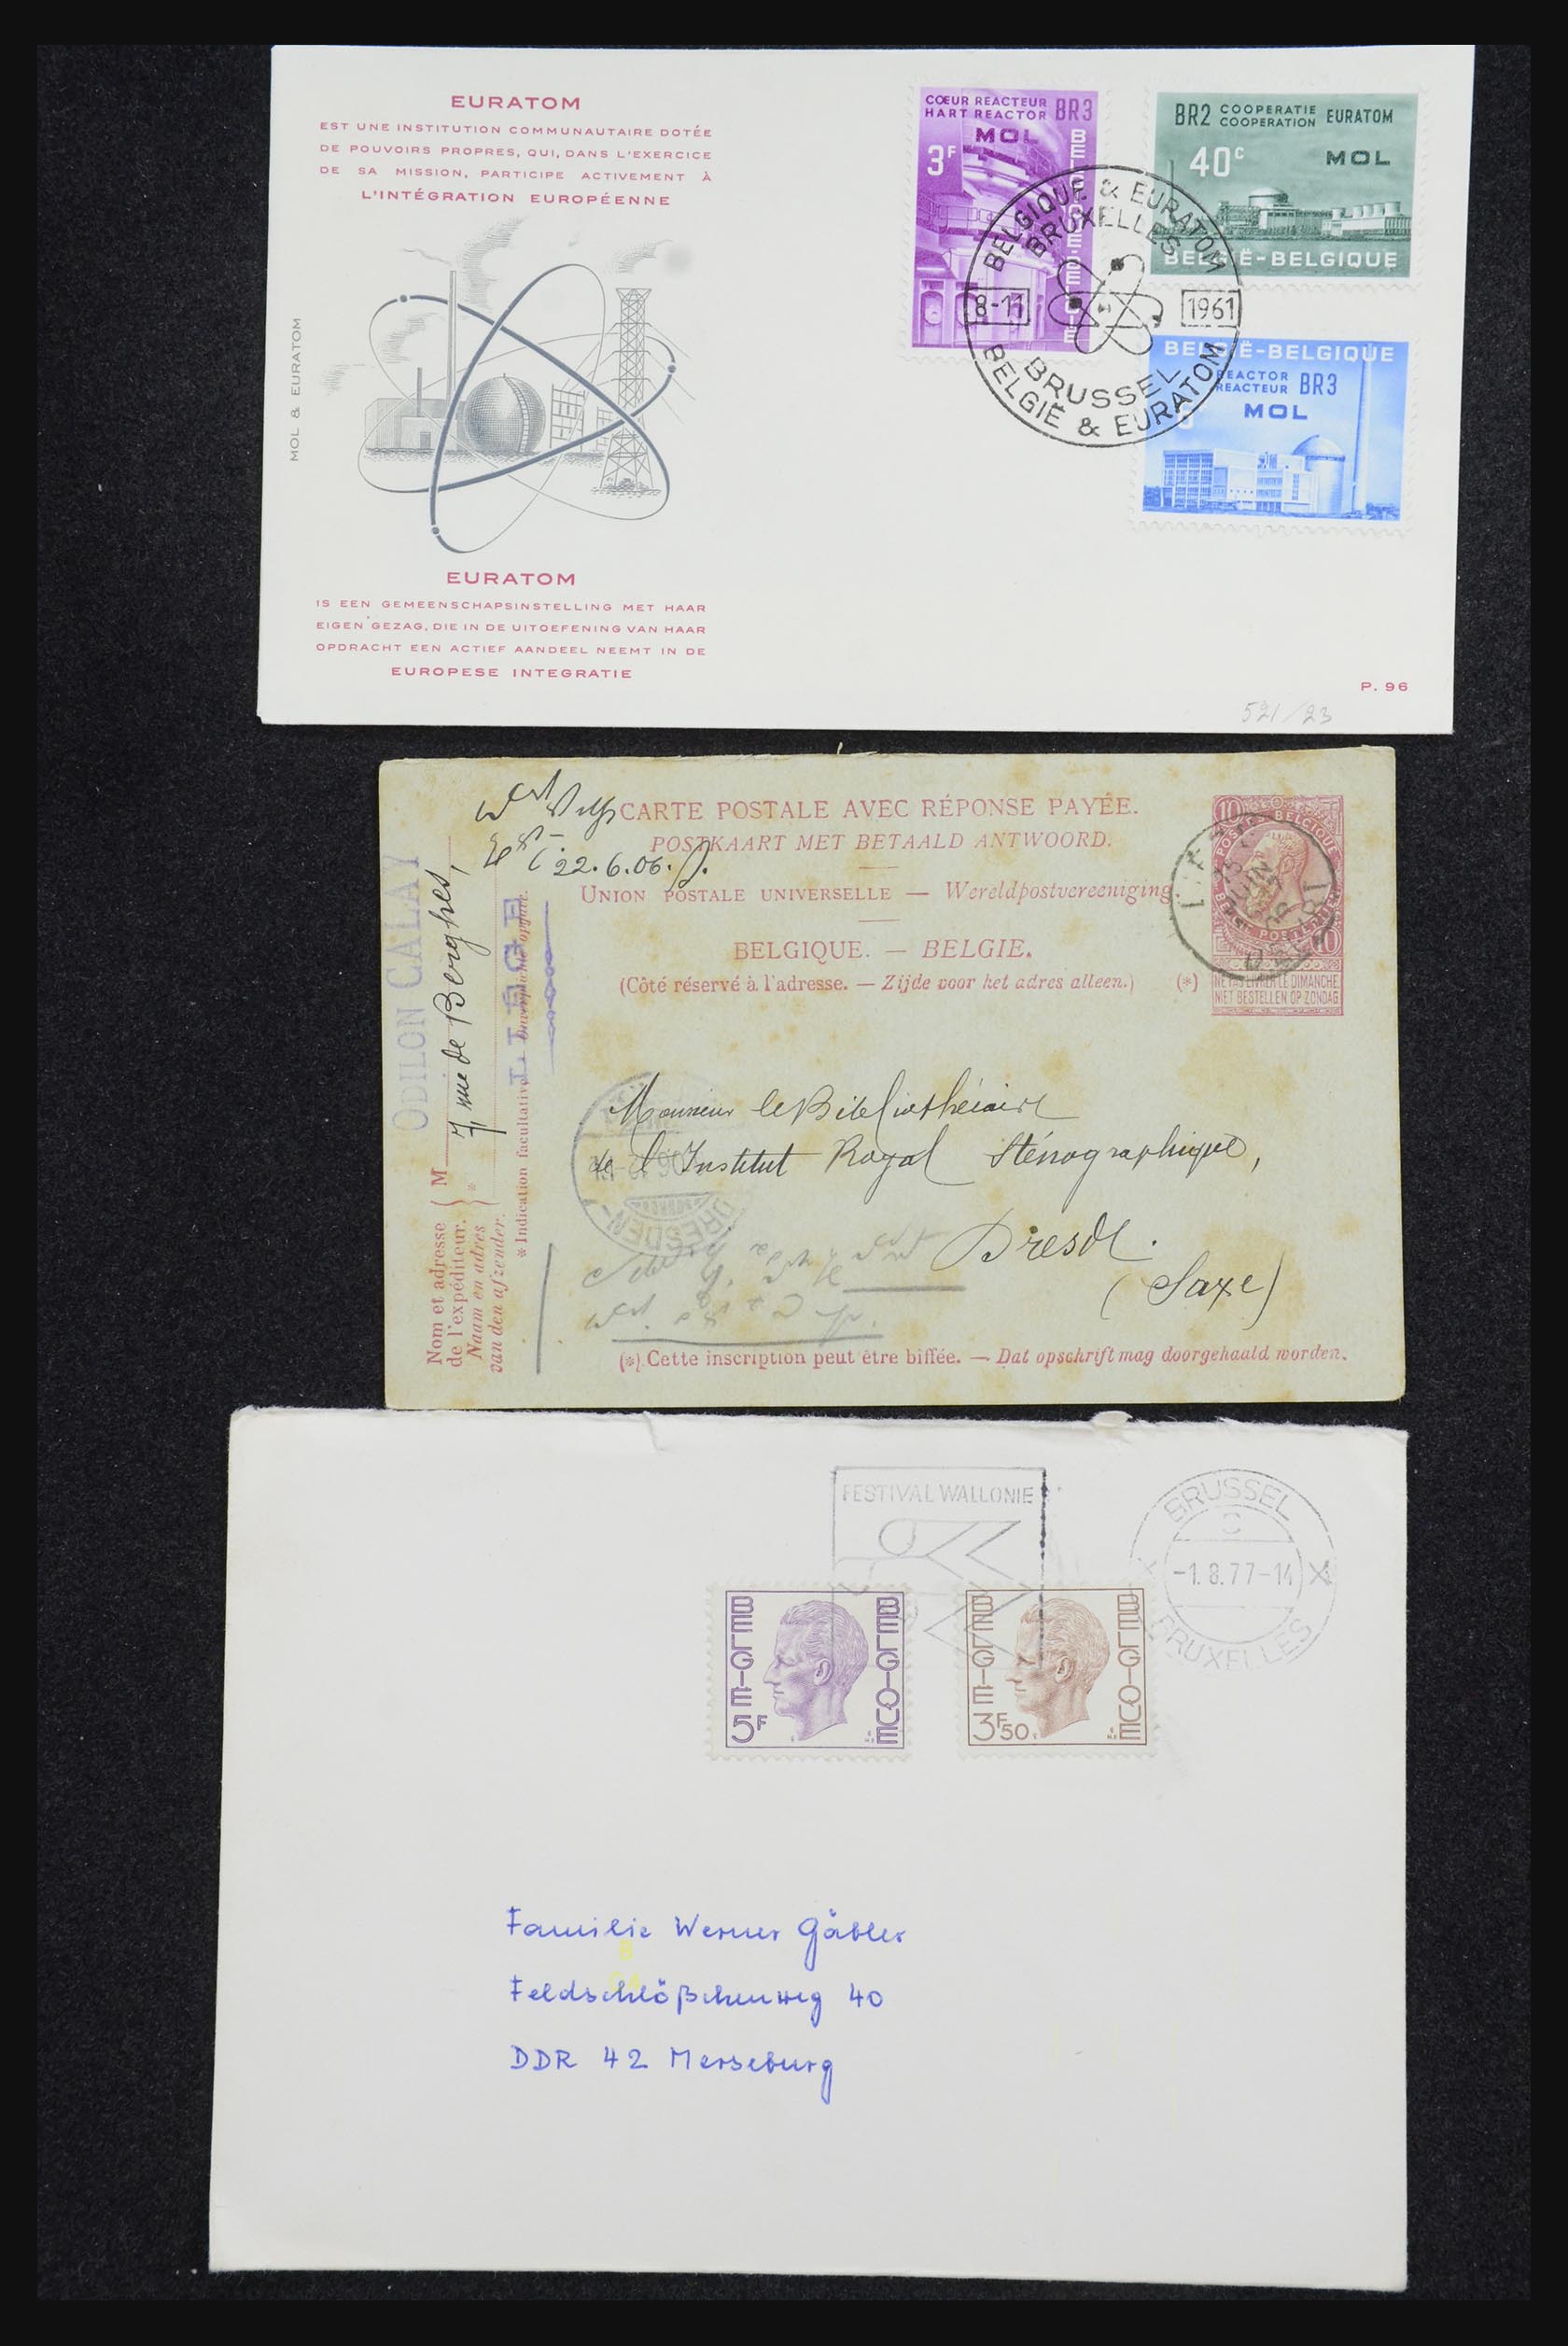 EURATOM
EST UNE INSTITUTION COMMUNAUTAIRE DOTÉE
DE POUVOIRS PROPRES, QUI, DANS L'EXERCICE
DE SA MISSION, PARTICIPE ACTIVEMENT À
L'INTÉGRATION EUROPÉENNE
MOL & EURATOM
EURATOM
IS EEN GEMEENSCHAPSINSTELLING MET HAAR
EIGEN GEZAG, DIE IN DE UITOEFENING VAN HAAR
OPDRACHT EEN ACTIEF AANDEEL NEEMT IN DE
EUROPESE INTEGRATIE
CŒUR REACTEUR BR3
HART REACTOR
MOL
3F
BR2 COOPERATIE EURATOM
COOPERATION
40c MOL
BELGIË-BELGIQUE
BELGIQUE & EURATOM
BRUXELLES
8-11 1961
BRUSSEL
BELGIË & EURATOM
BELGIË-BELGIQUE
REACTOR
REACTEUR BR3
MOL
P. 96
521/23
CARTE POSTALE AVEC RÉPONSE PAYÉE.
POSTKAART MET BETAALD ANTWOORD.
22.6.06.
UNION POSTALE UNIVERSELLE — Wereldpostvereeniging
BELGIQUE. — BELGIE.
(Côté réservé à l'adresse. — Zijde voor het adres alleen.)
(*)
10 10
NE PAS LIVRER LE DIMANCHE
NIET BESTELLEN OP ZONDAG
ODILON CALAY
7, rue de Berghes,
LIEGE
M
Nom et adresse
de l'expéditeur.
Naam en adres
van den afzender.
* Indication facultative.
Monsieur le Bibliothécaire
de l'Institut Royal Sténographique,
Dresde.
(Saxe)
DRESDEN
(*) Cette inscription peut être biffée. — Dat opschrift mag doorgehaald worden.
FESTIVAL WALLONIE
BRUSSEL
C
-1.8.77-14
BRUXELLES
BELGIE BELGIQUE
5F
BELGIE BELGIQUE
3F50
Familie Werner Gäbler
Feldschlößchenweg 40
DDR 42 Merseburg